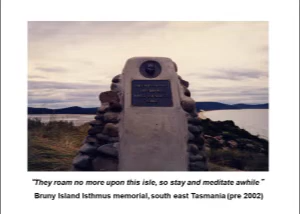 "They roam no more upon this isle, so stay and meditate awhile"
Bruny Island Isthmus memorial, south east Tasmania (pre 2002)